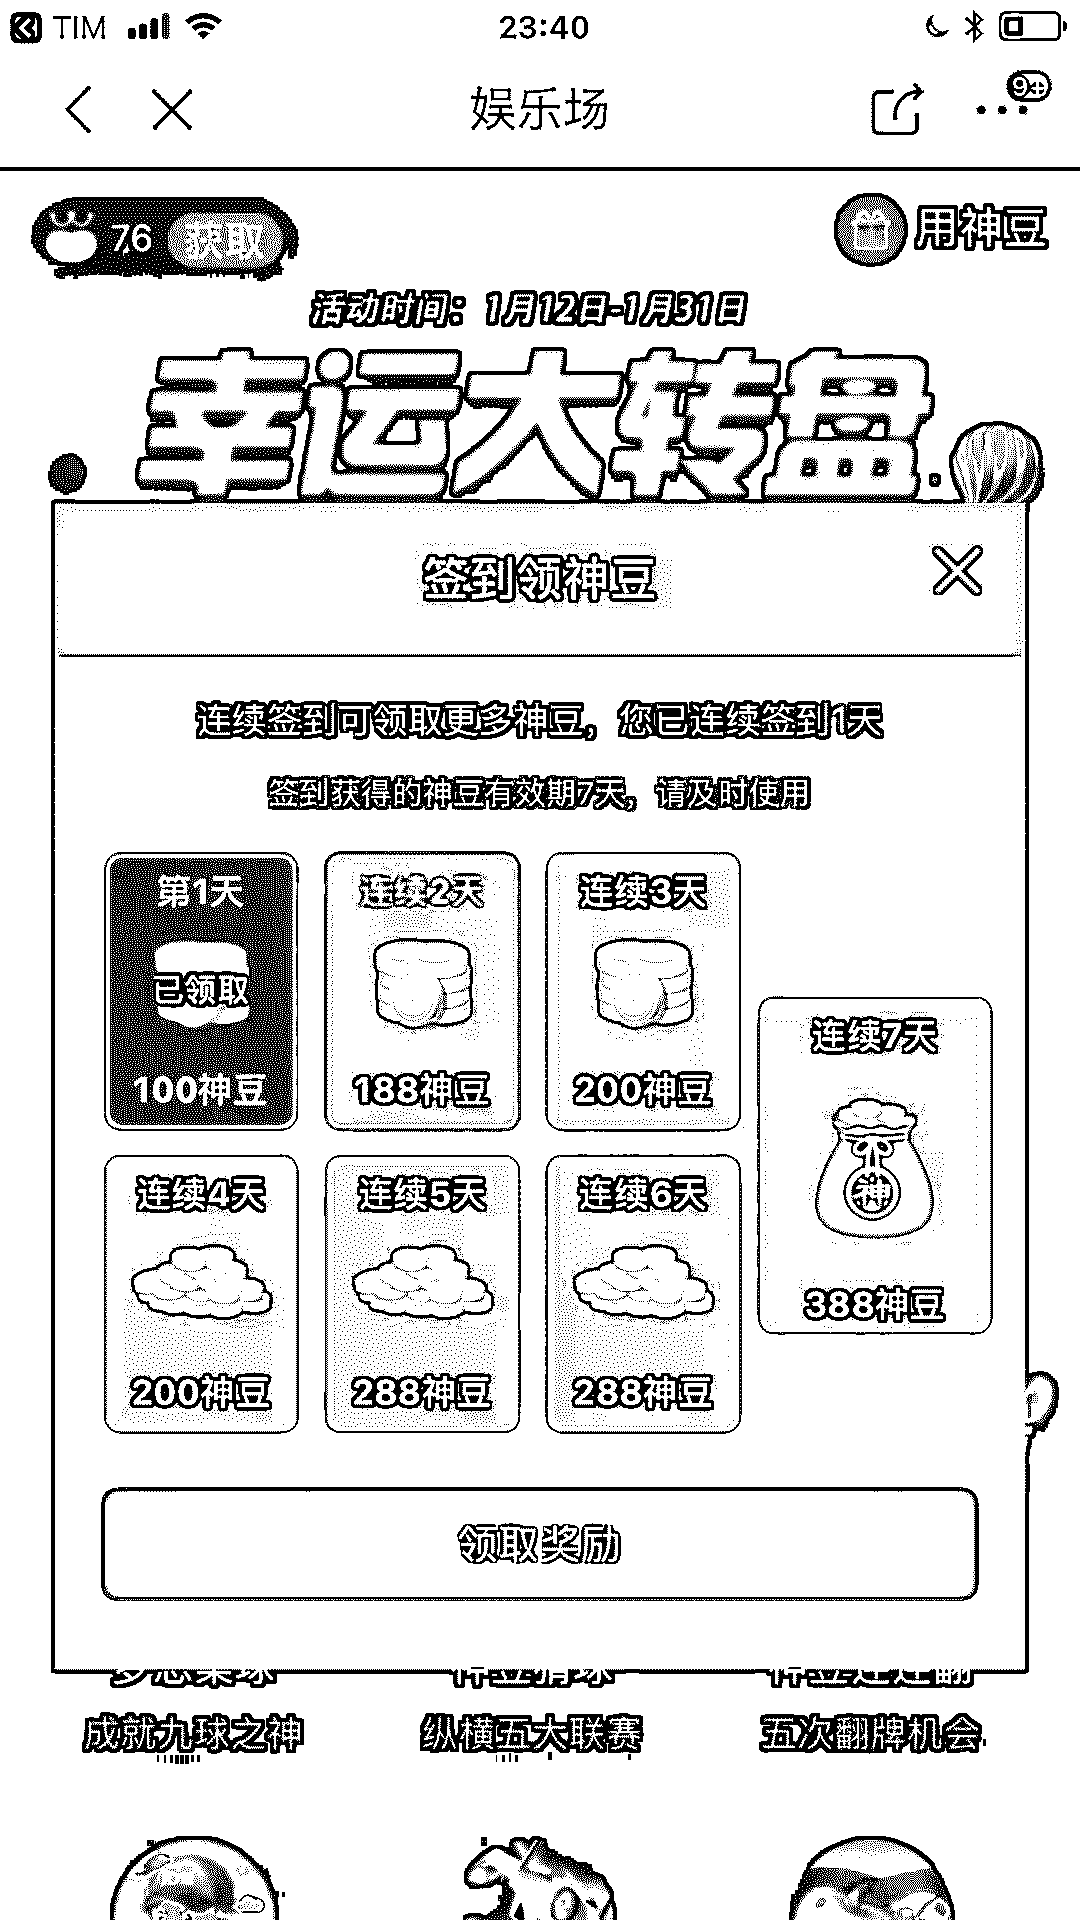 TIM
23:40
娱乐场
9+
76 获取
用神豆
活动时间：1月12日-1月31日
幸运大转盘
签到领神豆
连续签到可领取更多神豆，您已连续签到1天
签到获得的神豆有效期7天，请及时使用
第1天
已领取
100神豆
连续2天
188神豆
连续3天
200神豆
连续4天
200神豆
连续5天
288神豆
连续6天
288神豆
连续7天
神
388神豆
领取奖励
成就九球之神
纵横五大联赛
五次翻牌机会